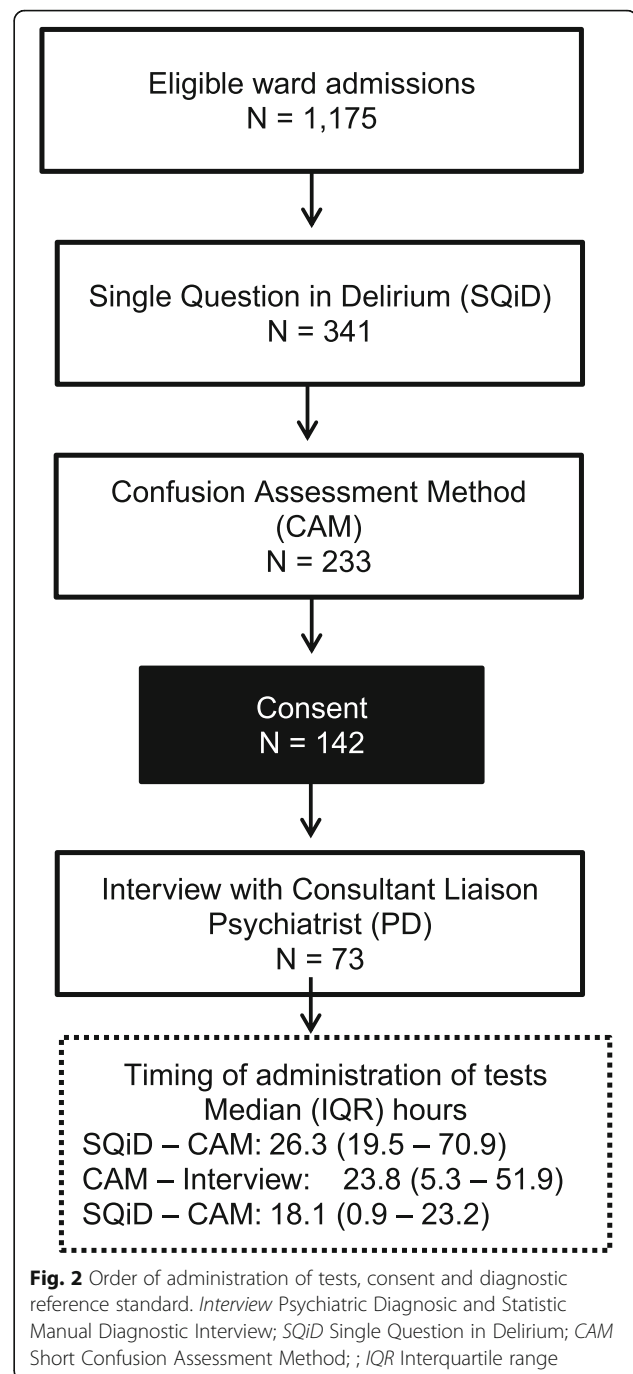 Eligible ward admissions
N = 1,175
Single Question in Delirium (SQiD)
N = 341
Confusion Assessment Method
(CAM)
N = 233
Consent
N = 142
Interview with Consultant Liaison
Psychiatrist (PD)
N = 73
Timing of administration of tests
Median (IQR) hours
SQiD – CAM: 26.3 (19.5 – 70.9)
CAM – Interview: 23.8 (5.3 – 51.9)
SQiD – CAM: 18.1 (0.9 – 23.2)
Fig. 2 Order of administration of tests, consent and diagnostic
reference standard. Interview Psychiatric Diagnosic and Statistic
Manual Diagnostic Interview; SQiD Single Question in Delirium; CAM
Short Confusion Assessment Method; ; IQR Interquartile range